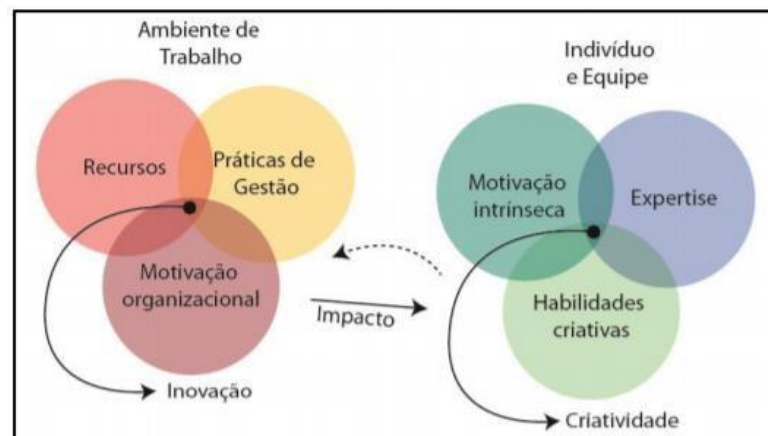 Ambiente de
Trabalho
Recursos
Práticas de
Gestão
Motivação
organizacional
Inovação
Impacto
Indivíduo
e Equipe
Motivação
intrínseca
Expertise
Habilidades
criativas
Criatividade